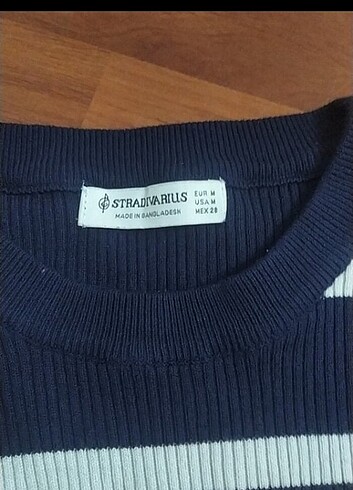 STRADIVARIUS
MADE IN BANGLADESH
EUR M
USA M
MEX 28